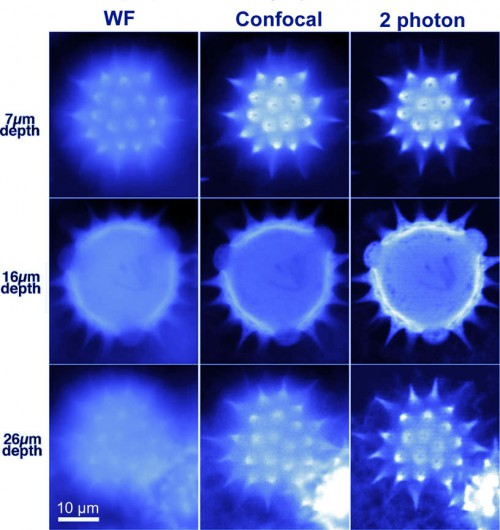 WF Confocal 2 photon
7µm
depth
16µm
depth
26µm
depth
10 µm